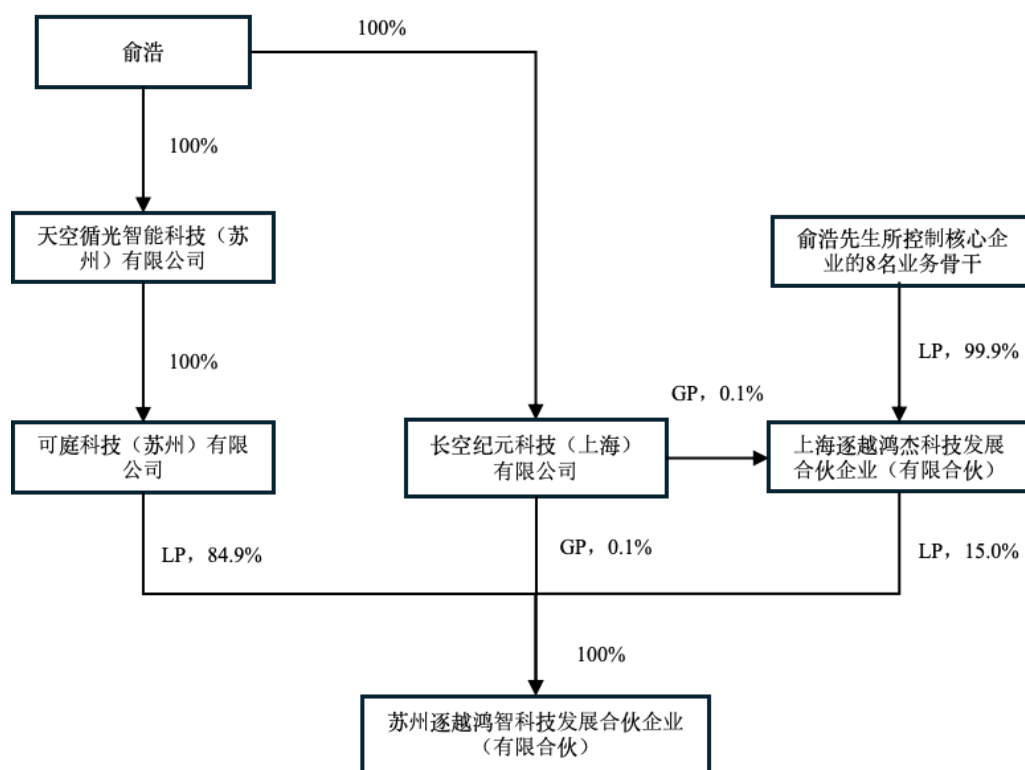 俞浩
100%
100%
天空循光智能科技（苏
州）有限公司
俞浩先生所控制核心企
业的8名业务骨干
100%
LP，99.9%
GP，0.1%
可庭科技（苏州）有限
公司
长空纪元科技（上海）
有限公司
上海逐越鸿杰科技发展
合伙企业（有限合伙）
LP，84.9%
GP，0.1%
LP，15.0%
100%
苏州逐越鸿智科技发展合伙企业
（有限合伙）